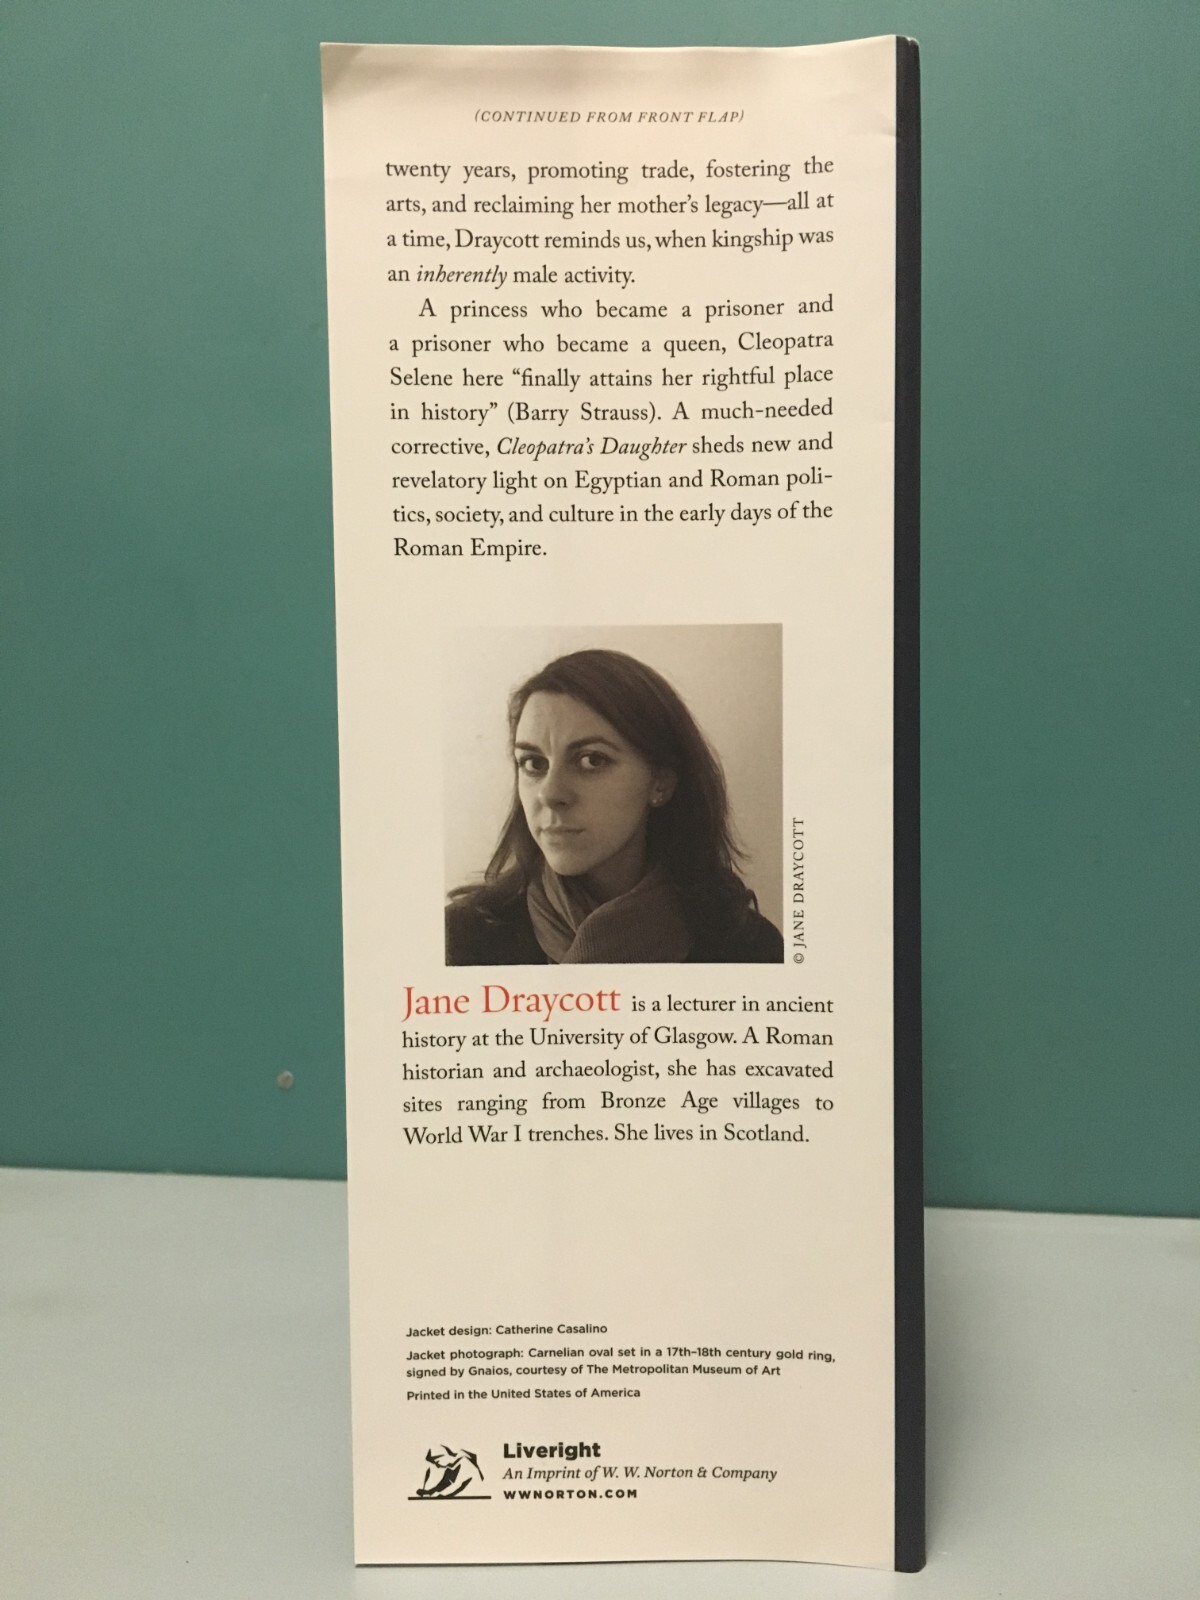 (CONTINUED FROM FRONT FLAP)
twenty years, promoting trade, fostering the
arts, and reclaiming her mother’s legacy—all at
a time, Draycott reminds us, when kingship was
an inherently male activity.
A princess who became a prisoner and
a prisoner who became a queen, Cleopatra
Selene here “finally attains her rightful place
in history” (Barry Strauss). A much-needed
corrective, Cleopatra’s Daughter sheds new and
revelatory light on Egyptian and Roman poli-
tics, society, and culture in the early days of the
Roman Empire.
© JANE DRAYCOTT
Jane Draycott is a lecturer in ancient
history at the University of Glasgow. A Roman
historian and archaeologist, she has excavated
sites ranging from Bronze Age villages to
World War I trenches. She lives in Scotland.
Jacket design: Catherine Casalino
Jacket photograph: Carnelian oval set in a 17th–18th century gold ring,
signed by Gnaios, courtesy of The Metropolitan Museum of Art
Printed in the United States of America
Liveright
An Imprint of W. W. Norton & Company
WWNORTON.COM